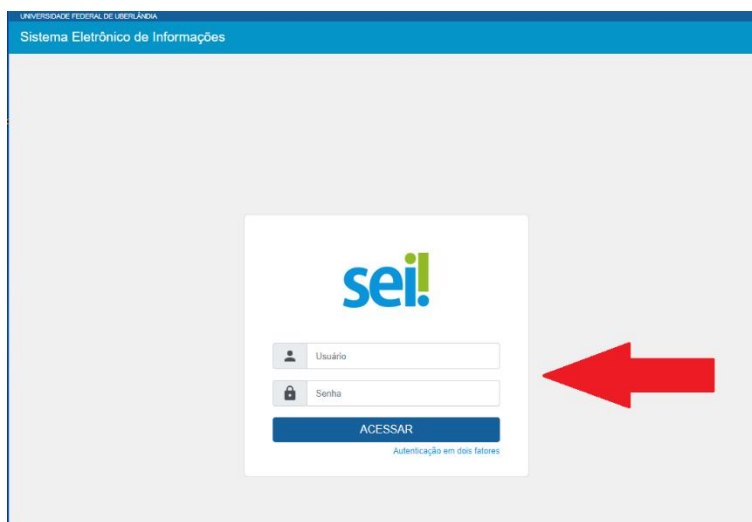 UNIVERSIDADE FEDERAL DE UBERLÂNDIA
Sistema Eletrônico de Informações
sei!
Usuário
Senha
ACESSAR
Autenticação em dois fatores